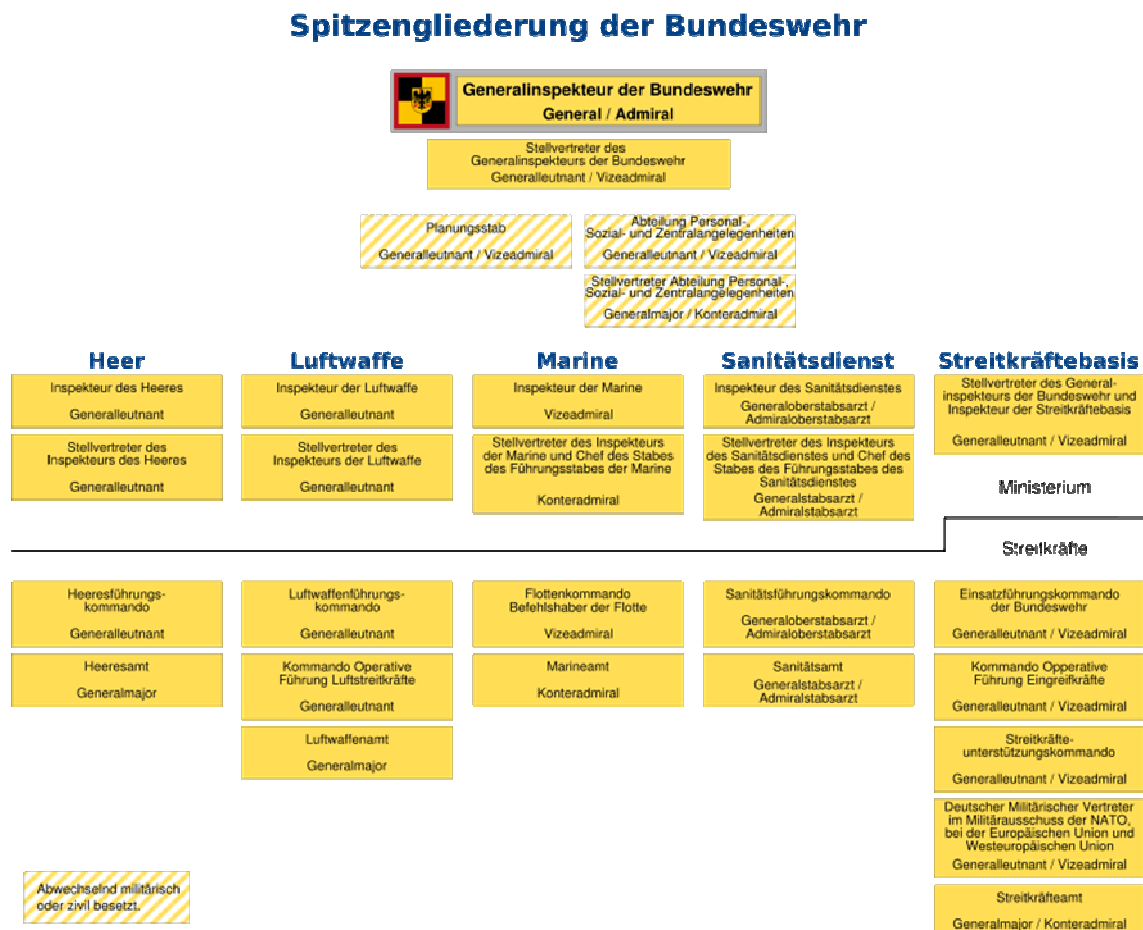 Spitzengliederung der Bundeswehr
Generalinspekteur der Bundeswehr
General / Admiral
Stellvertreter des
Generalinspekteurs der Bundeswehr
Generalleutnant / Vizeadmiral
Planungsstab
Generalleutnant / Vizeadmiral
Abteilung Personal-,
Sozial- und Zentralangelegenheiten
Generalleutnant / Vizeadmiral
Stellvertreter Abteilung Personal-,
Sozial- und Zentralangelegenheiten
Generalmajor / Konteradmiral
Heer
Inspekteur des Heeres
Generalleutnant
Stellvertreter des
Inspekteurs des Heeres
Generalleutnant
Luftwaffe
Inspekteur der Luftwaffe
Generalleutnant
Stellvertreter des
Inspekteurs der Luftwaffe
Generalleutnant
Marine
Inspekteur der Marine
Vizeadmiral
Stellvertreter des Inspekteurs
der Marine und Chef des Stabes
des Führungsstabes der Marine
Konteradmiral
Sanitätsdienst
Inspekteur des Sanitätsdienstes
Generaloberstabsarzt /
Admiraloberstabsarzt
Stellvertreter des Inspekteurs
des Sanitätsdienstes und Chef des
Stabes des Führungsstabes des
Sanitätsdienstes
Generalstabsarzt /
Admiralstabsarzt
Streitkräftebasis
Stellvertreter des General-
inspekteurs der Bundeswehr und
Inspekteur der Streitkräftebasis
Generalleutnant / Vizeadmiral
Ministerium
Streitkräfte
Heeresführungs-
kommando
Generalleutnant
Heeresamt
Generalmajor
Luftwaffenführungs-
kommando
Generalleutnant
Kommando Operative
Führung Luftstreitkräfte
Generalleutnant
Luftwaffenamt
Generalmajor
Flottenkommando
Befehlshaber der Flotte
Vizeadmiral
Marineamt
Konteradmiral
Sanitätsführungskommando
Generaloberstabsarzt /
Admiraloberstabsarzt
Sanitätsamt
Generalstabsarzt /
Admiralstabsarzt
Einsatzführungskommando
der Bundeswehr
Generalleutnant / Vizeadmiral
Kommando Opperative
Führung Eingreifkräfte
Generalleutnant / Vizeadmiral
Streitkräfte-
unterstützungskommando
Generalleutnant / Vizeadmiral
Deutscher Militärischer Vertreter
im Militärausschuss der NATO,
bei der Europäischen Union und
Westeuropäischen Union
Generalleutnant / Vizeadmiral
Streitkräfteamt
Generalmajor / Konteradmiral
Abwechselnd militärisch
oder zivil besetzt.